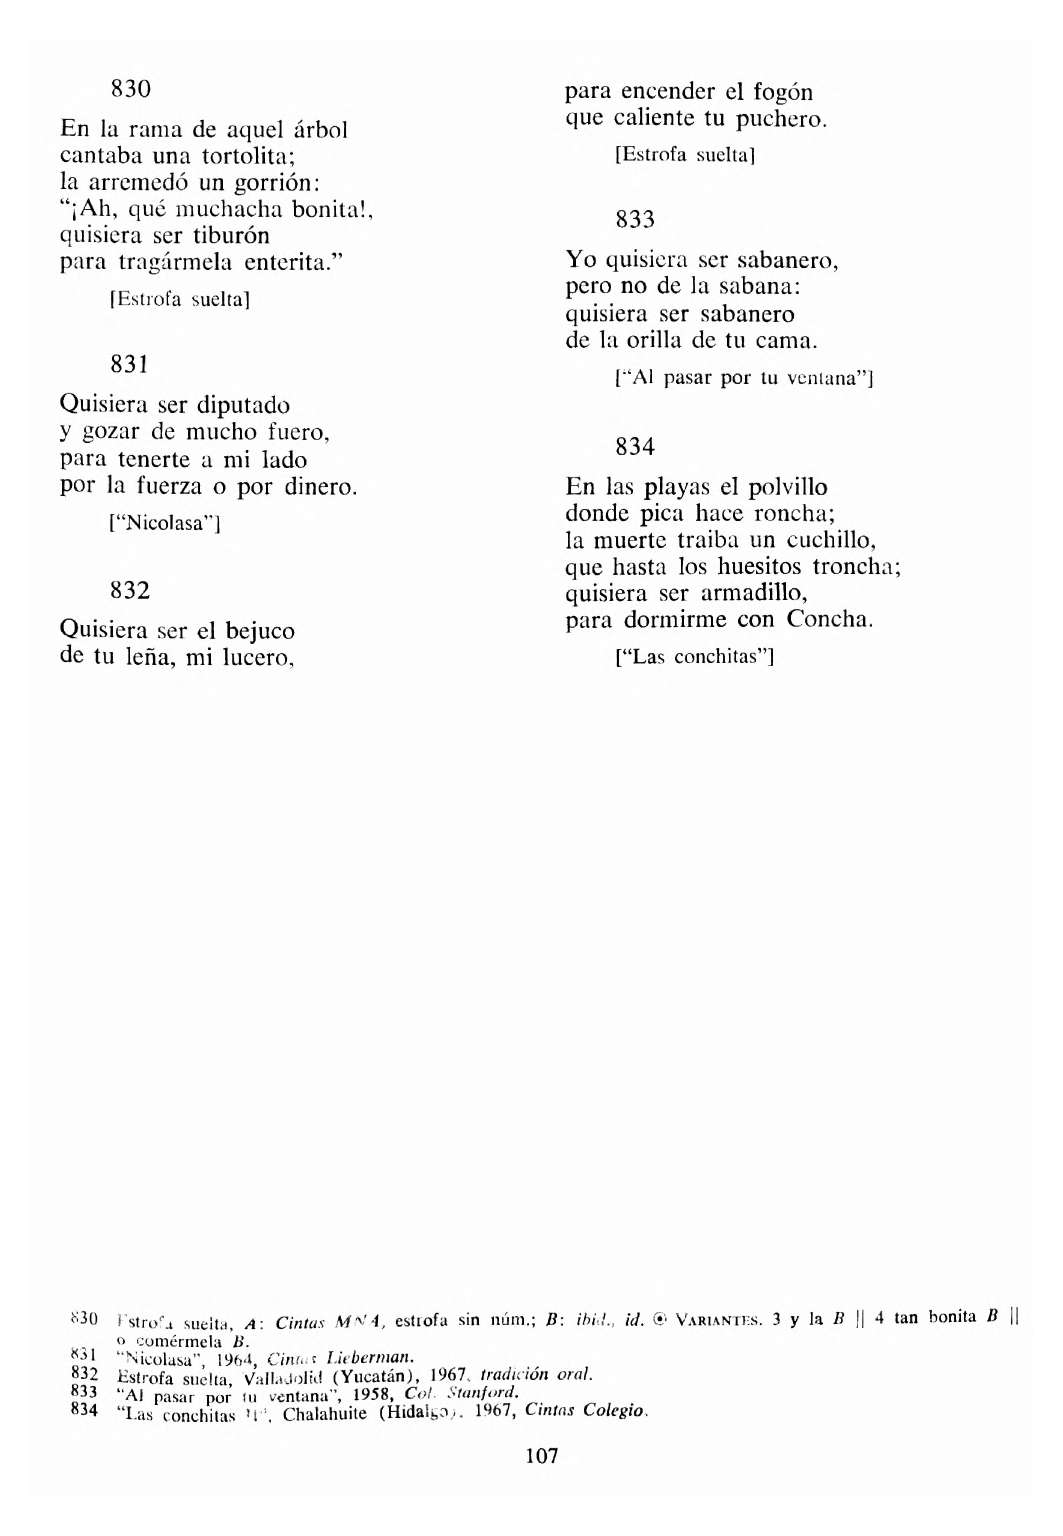 830
En la rama de aquel árbol
cantaba una tortolita;
la arremedó un gorrión:
“¡Ah, qué muchacha bonita!,
quisiera ser tiburón
para tragármela enterita.”
[Estrofa suelta]
831
Quisiera ser diputado
y gozar de mucho fuero,
para tenerte a mi lado
por la fuerza o por dinero.
[“Nicolasa”]
832
Quisiera ser el bejuco
de tu leña, mi lucero,
para encender el fogón
que caliente tu puchero.
[Estrofa suelta]
833
Yo quisiera ser sabanero,
pero no de la sabana:
quisiera ser sabanero
de la orilla de tu cama.
[“Al pasar por tu ventana”]
834
En las playas el polvillo
donde pica hace roncha;
la muerte traiba un cuchillo,
que hasta los huesitos troncha;
quisiera ser armadillo,
para dormirme con Concha.
[“Las conchitas”]
830 Estrofa suelta, A: Cintas MNA, estrofa sin núm.; B: ibid., id. ⦿ VARIANTES. 3 y la B || 4 tan bonita B ||
comérmela B.
831 “Nicolasa”, 1964, Cintas Lieberman.
832 Estrofa suelta, Valladolid (Yucatán), 1967, tradición oral.
833 “Al pasar por tu ventana”, 1958, Col. Stanford.
834 “Las conchitas Chalahuite (Hidalgo), 1967, Cintas Colegio.
107